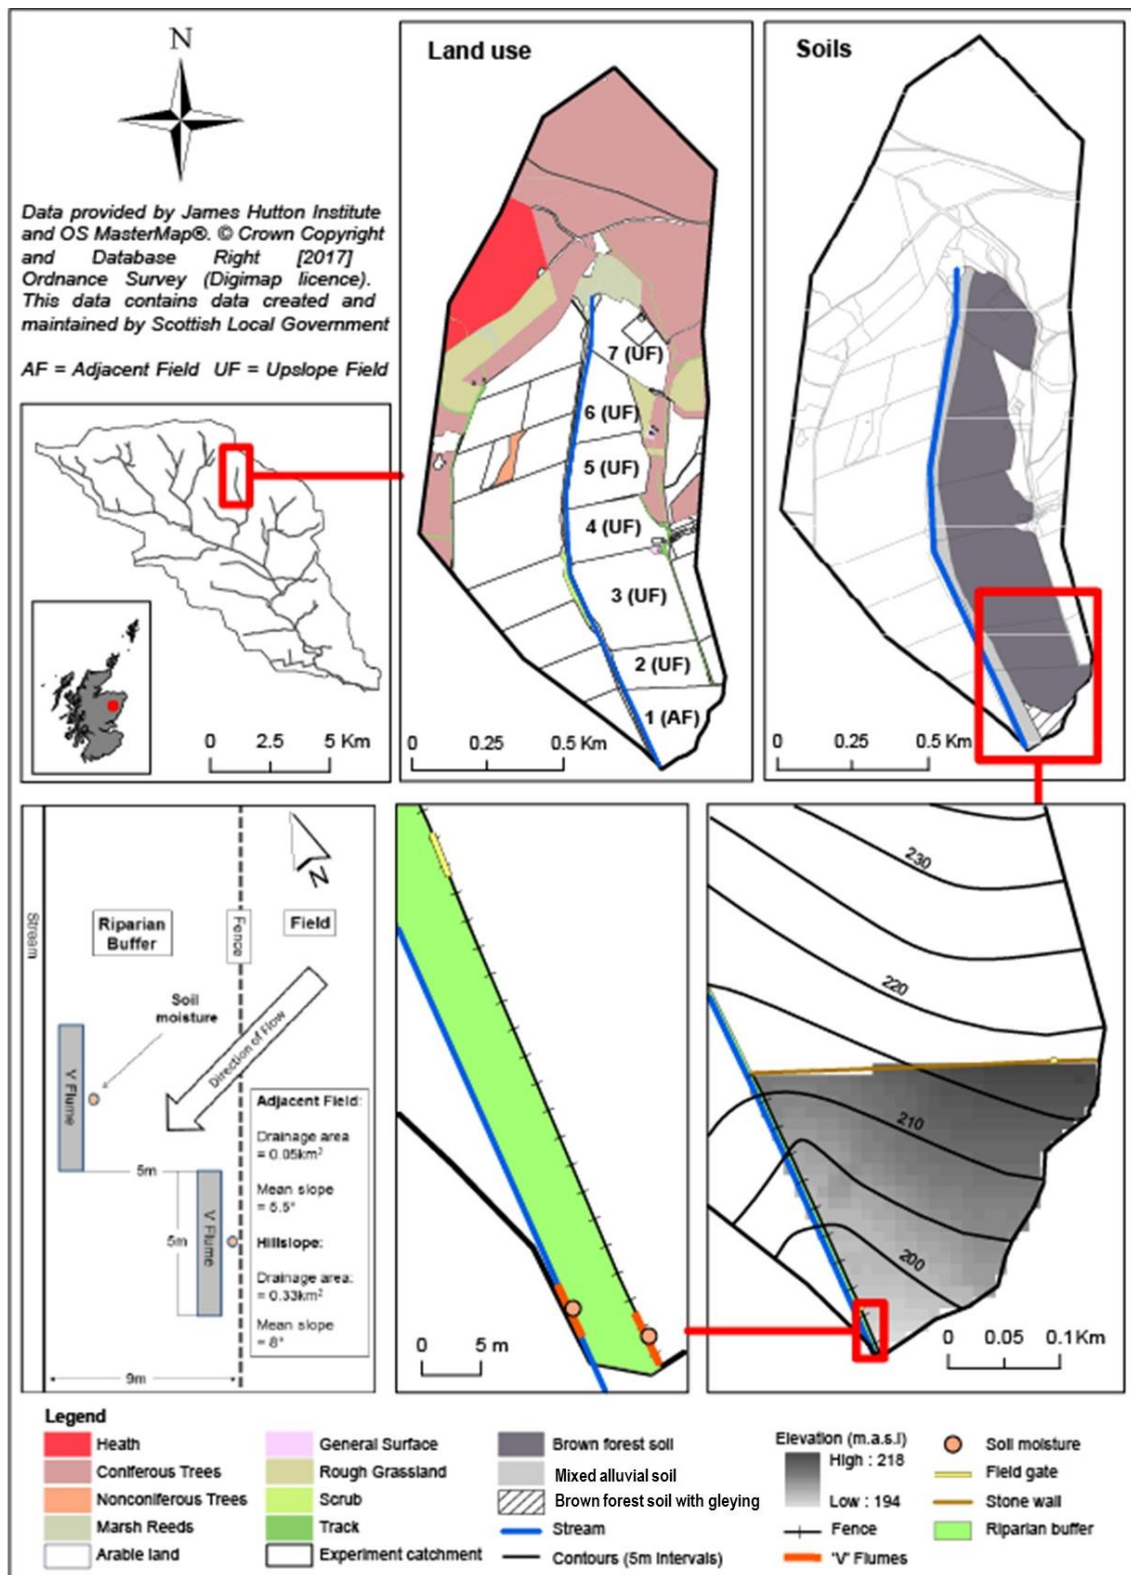 N
Data provided by James Hutton Institute
and OS MasterMap®. © Crown Copyright
and Database Right [2017]
Ordnance Survey (Digimap licence).
This data contains data created and
maintained by Scottish Local Government
AF = Adjacent Field UF = Upslope Field
0 2.5 5 Km
Land use
7 (UF)
6 (UF)
5 (UF)
4 (UF)
3 (UF)
2 (UF)
1 (AF)
0 0.25 0.5 Km
Soils
0 0.25 0.5 Km
Stream
Riparian
Buffer
Fence
Field
N
Soil
moisture
Direction of Flow
V Flume
5m
V Flume
5m
9m
Adjacent Field:
Drainage area
= 0.05km²
Mean slope
= 5.5°
Hillslope:
Drainage area:
= 0.33km²
Mean slope
= 8°
0 5 m
230
220
210
200
0 0.05 0.1Km
Legend
Heath
Coniferous Trees
Nonconiferous Trees
Marsh Reeds
Arable land
General Surface
Rough Grassland
Scrub
Track
Experiment catchment
Brown forest soil
Mixed alluvial soil
Brown forest soil with gleying
Stream
Contours (5m Intervals)
Elevation (m.a.s.l)
High : 218
Low : 194
Fence
'V' Flumes
Soil moisture
Field gate
Stone wall
Riparian buffer